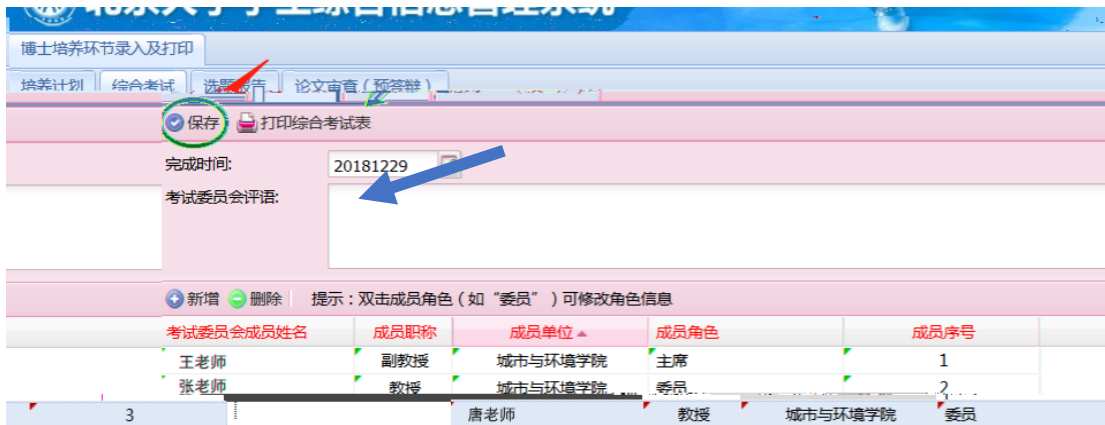 博士培养环节录入及打印
培养计划 综合考试 选题报告 论文审查(预答辩)
保存 打印综合考试表
完成时间: 20181229
考试委员会评语:
新增 删除 提示:双击成员角色(如“委员”)可修改角色信息
考试委员会成员姓名 成员职称 成员单位 成员角色 成员序号
王老师 副教授 城市与环境学院 主席 1
张老师 教授 城市与环境学院 委员 2
3 唐老师 教授 城市与环境学院 委员